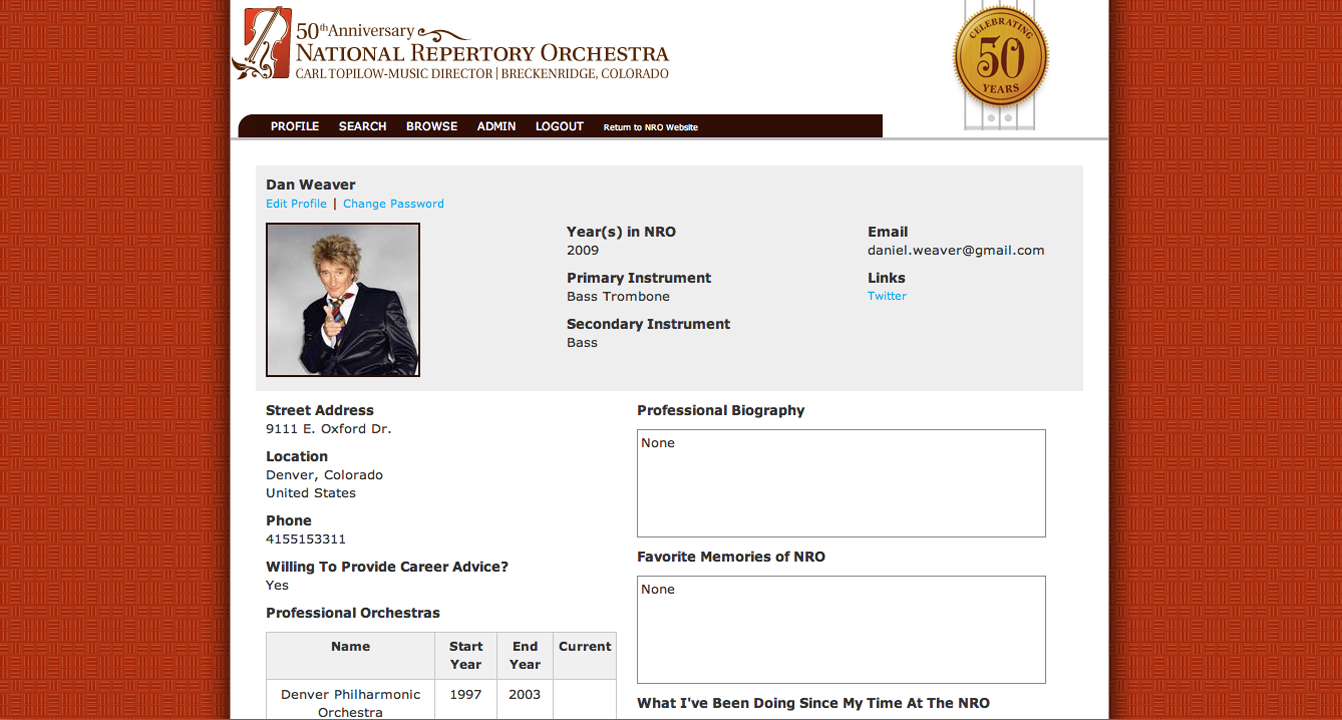 50thAnniversary
NATIONAL REPERTORY ORCHESTRA
CARL TOPILOW-MUSIC DIRECTOR | BRECKENRIDGE, COLORADO
CELEBRATING
50
YEARS
PROFILE SEARCH BROWSE ADMIN LOGOUT Return to NRO Website
Dan Weaver
Edit Profile | Change Password
Year(s) in NRO
2009
Primary Instrument
Bass Trombone
Secondary Instrument
Bass
Email
daniel.weaver@gmail.com
Links
Twitter
Street Address
9111 E. Oxford Dr.
Location
Denver, Colorado
United States
Phone
4155153311
Willing To Provide Career Advice?
Yes
Professional Orchestras
Name Start Year End Year Current
Denver Philharmonic Orchestra 1997 2003
Professional Biography
None
Favorite Memories of NRO
None
What I've Been Doing Since My Time At The NRO